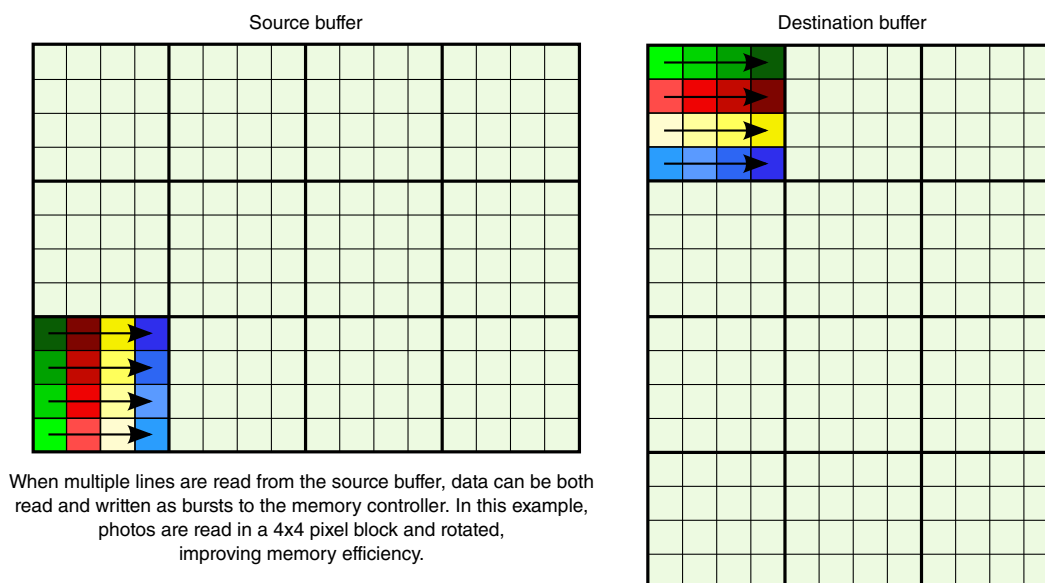 Source buffer
Destination buffer
When multiple lines are read from the source buffer, data can be both
read and written as bursts to the memory controller. In this example,
photos are read in a 4x4 pixel block and rotated,
improving memory efficiency.